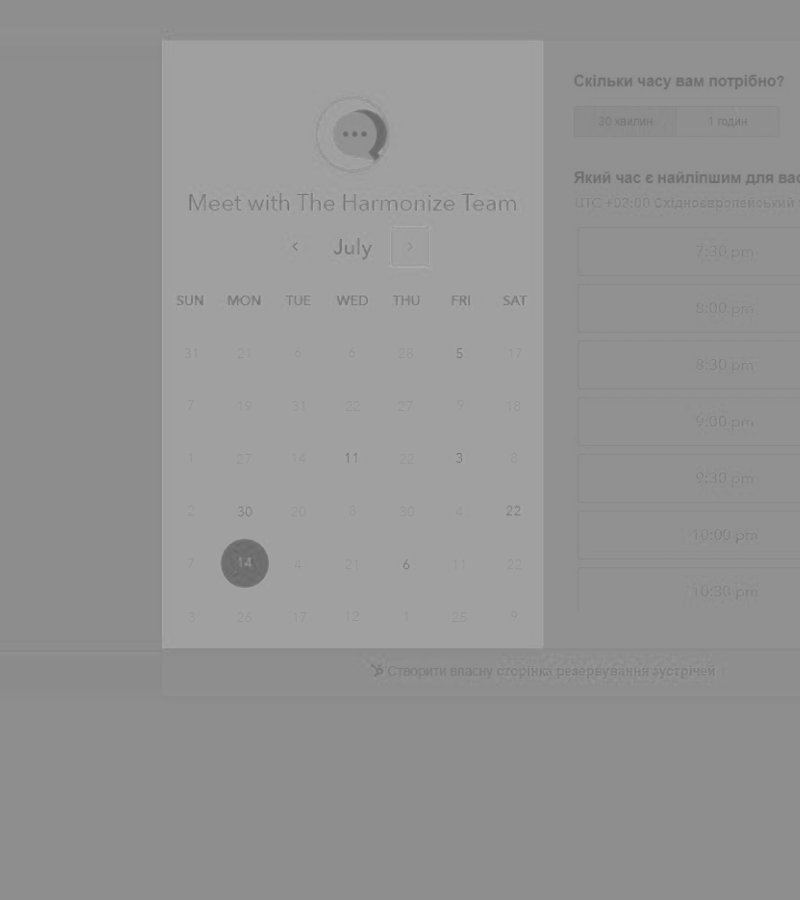 Meet with The Harmonize Team
July
SUN MON TUE WED THU FRI SAT
31 21 6 6 28 5 17
7 19 31 22 27 9 18
1 27 14 11 22 3 8
2 30 20 8 30 4 22
7 14 4 21 6 11 22
3 26 17 12 1 25 9
Скільки часу вам потрібно?
30 хвилин 1 годин
Який час є найліпшим для вас
UTC +03:00 Східноєвропейський
7:30 pm
8:00 pm
8:30 pm
9:00 pm
9:30 pm
10:00 pm
10:30 pm
Створити власну сторінка резервування зустрічей